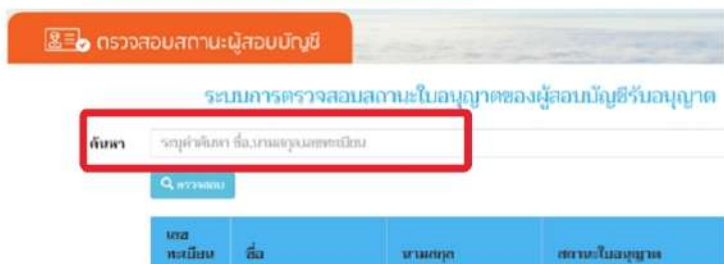 ตรวจสอบสถานะผู้สอบบัญชี
ระบบการตรวจสอบสถานะใบอนุญาตของผู้สอบบัญชีรับอนุญาต
ค้นหา ระบุคำค้นหา ชื่อ,นามสกุล,เลขทะเบียน
ตรวจสอบ
เลข
ทะเบียน ชื่อ นามสกุล สถานะใบอนุญาต